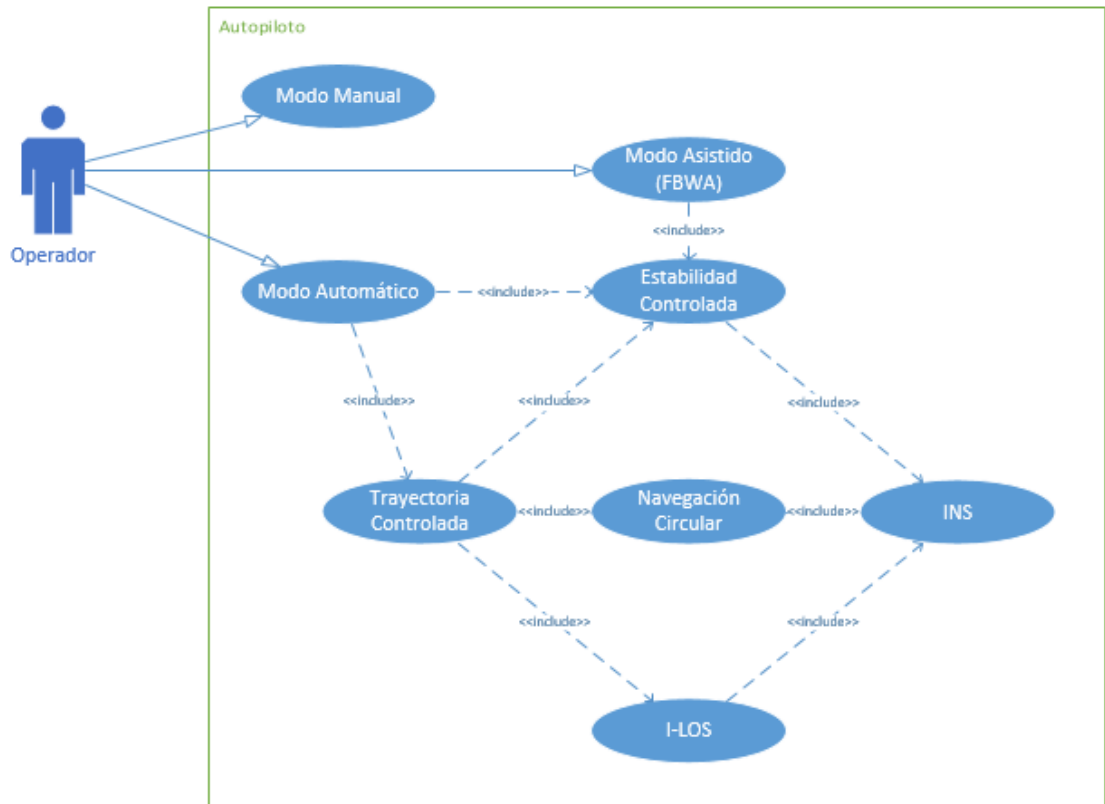 Autopiloto
Modo Manual
Operador
Modo Asistido
(FBWA)
<<include>>
Modo Automático
<<include>>
Estabilidad
Controlada
<<include>>
<<include>>
<<include>>
Trayectoria
Controlada
<<include>>
Navegación
Circular
<<include>>
INS
<<include>>
<<include>>
I-LOS